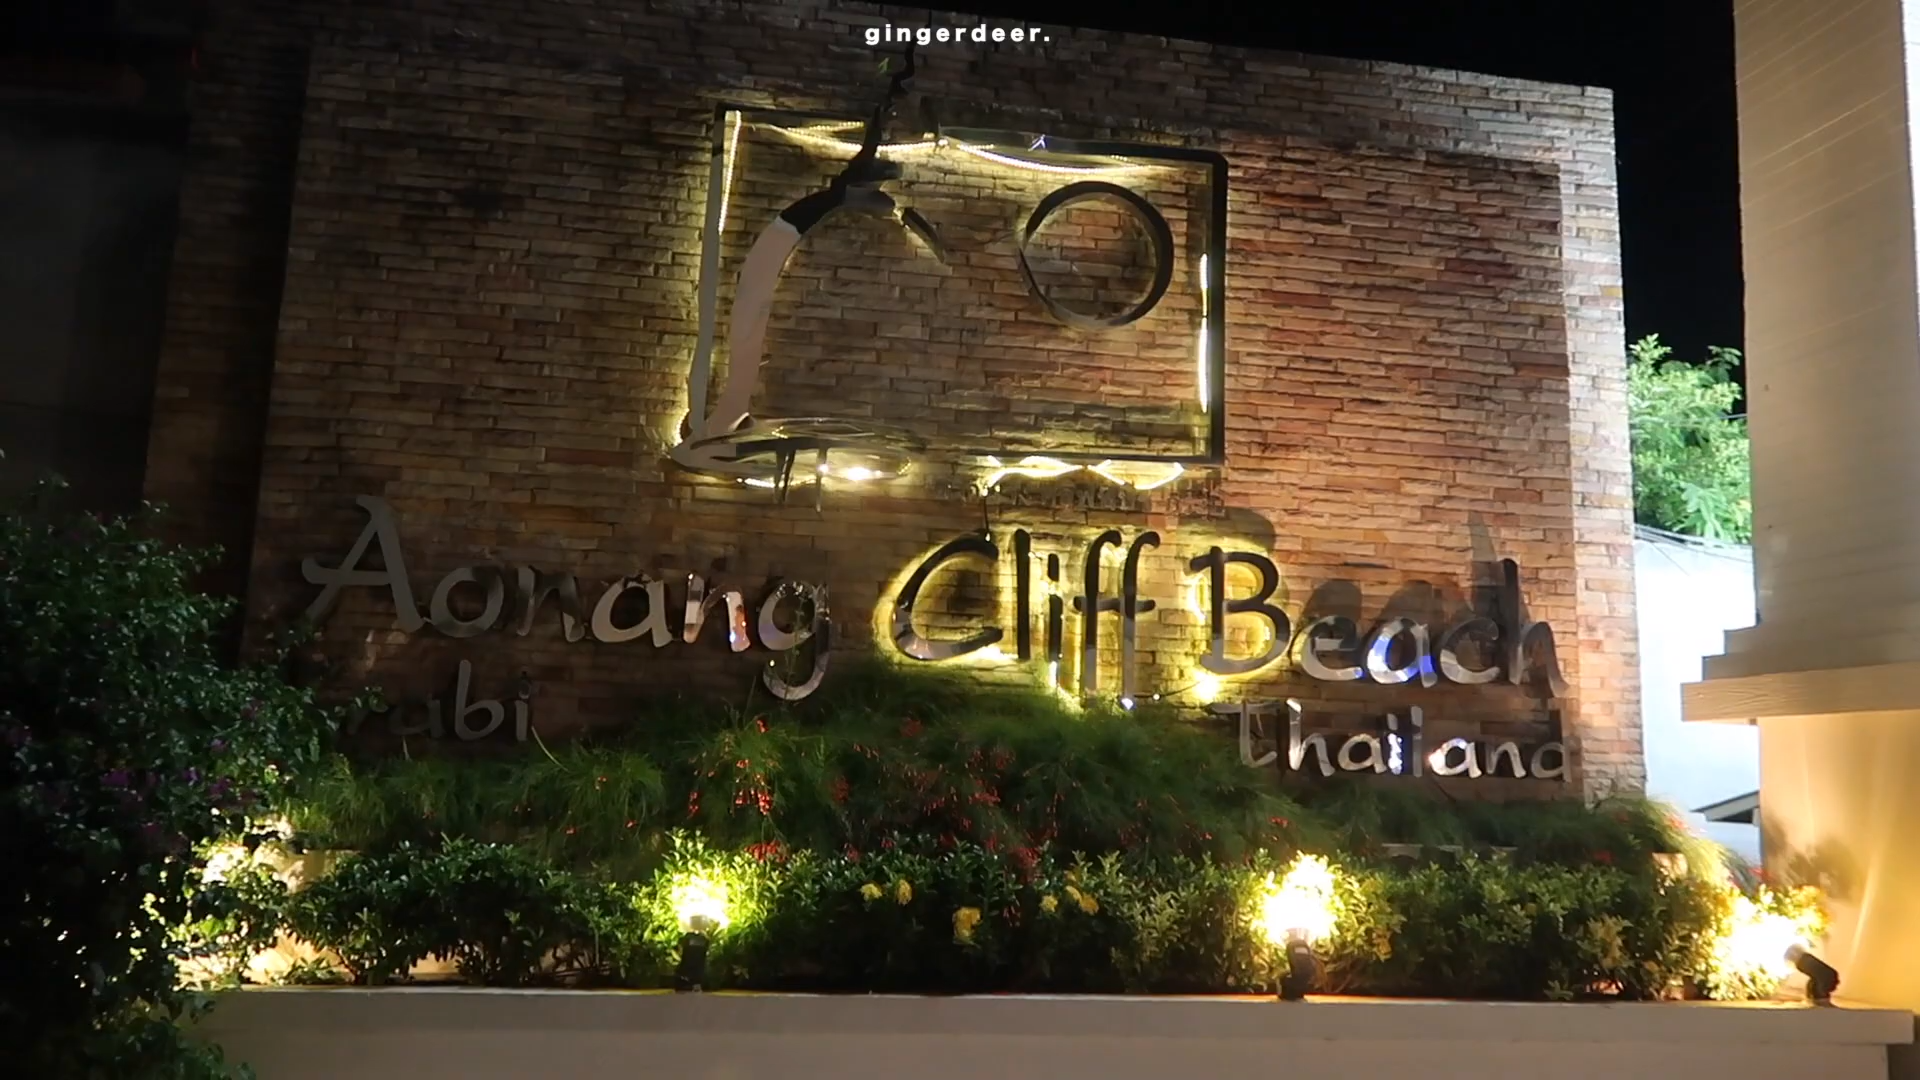 gingerdeer.
Aonang Cliff Beach
rabi
Thailand